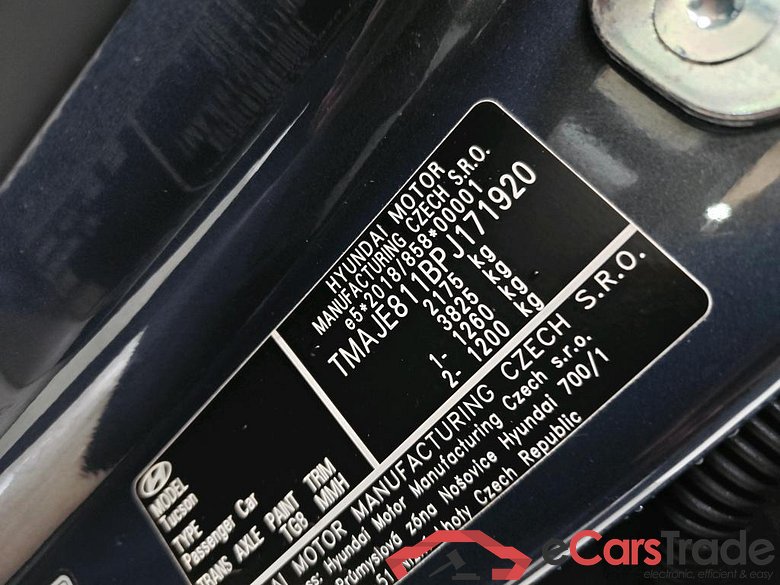 HYUNDAI MOTOR
MANUFACTURING CZECH S.R.O.
e5*2018/858*00001
TMAJE811BPJ171920
2175 kg
3825 kg
1- 1260 kg
2- 1200 kg
MODEL
Tucson
TYPE
Passenger Car
TRANS AXLE PAINT TRIM
TG8 MMH
MOTOR MANUFACTURING CZECH S.R.O.
Hyundai Motor Manufacturing Czech s.r.o.
Průmyslová zóna Nošovice Hyundai 700/1
Lhoty Czech Republic
eCarsTrade
electronic, efficient & easy